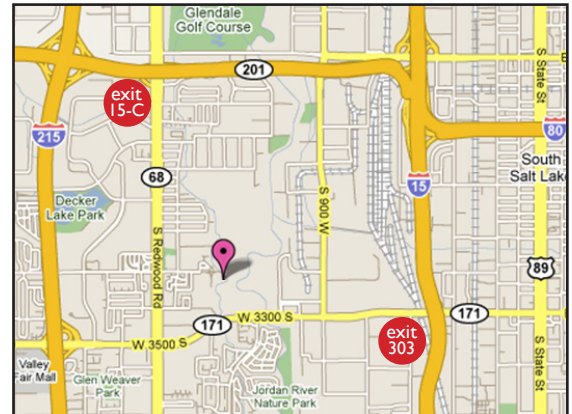 Glendale
Golf Course
201
exit
15-C
S State St
215
80
68
South
Salt Lake
15
Decker
Lake Park
S 900 W
S Redwood Rd
89
171
W 3300 S
171
W 3500 S
exit
303
S State St
Valley
Fair Mall
Glen Weaver
Park
Jordan River
Nature Park